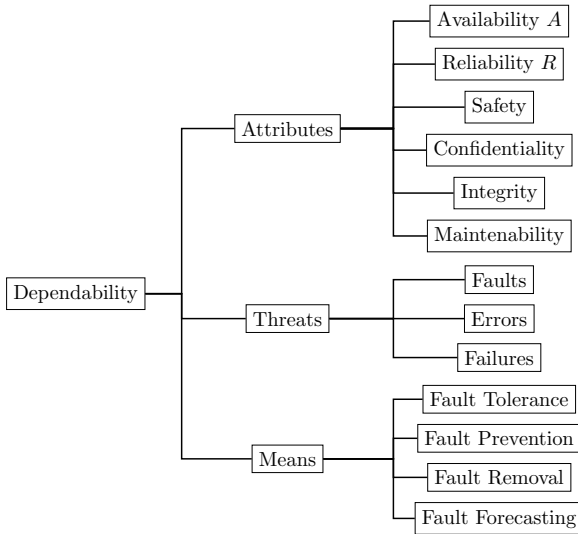 Availability A
Reliability R
Safety
Attributes
Confidentiality
Integrity
Maintenability
Dependability
Faults
Threats
Errors
Failures
Fault Tolerance
Fault Prevention
Means
Fault Removal
Fault Forecasting